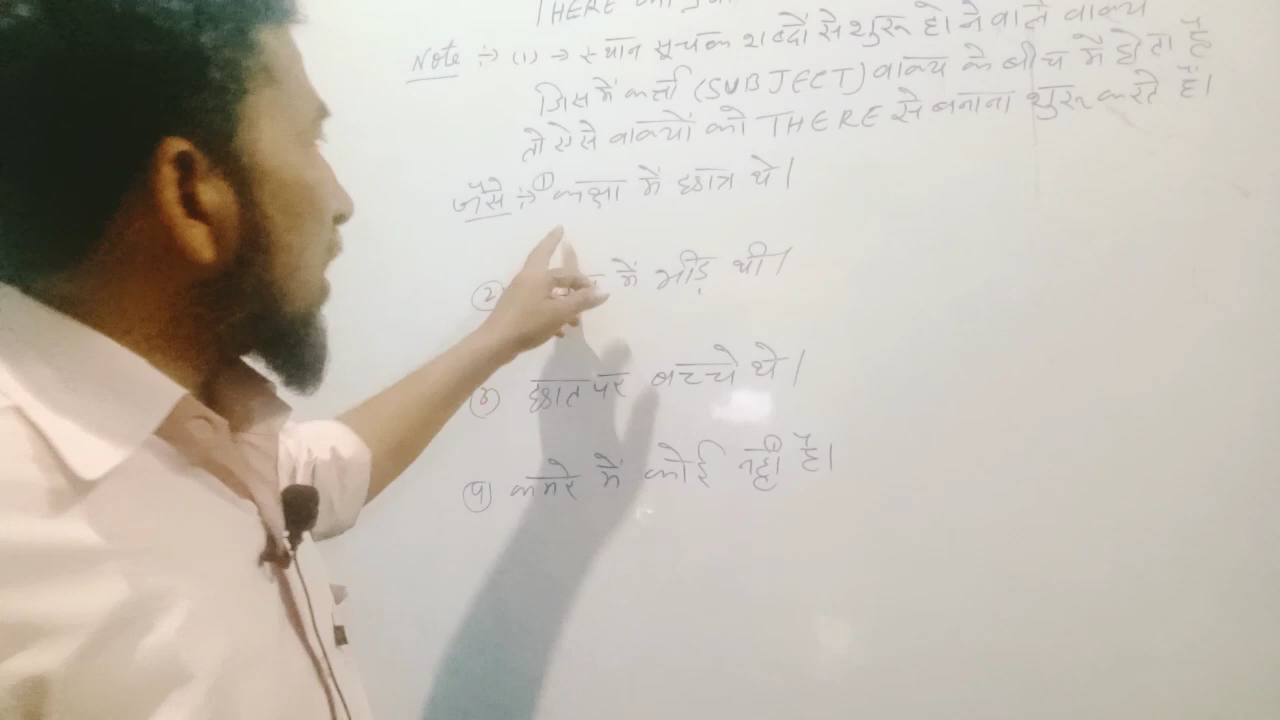 THERE का
Note :→ (1) → स्थान सूचक शब्दों से शुरू होने वाले वाक्य
जिसमें कर्त्ता (SUBJECT) वाक्य के बीच में होता है
तो ऐसे वाक्यों को THERE से बनाना शुरू करते हैं।
जैसे :→ ① कक्षा में छात्र थे।
② में भीड़ थी।
③ छत पर बच्चे थे।
④ कमरे में कोई नहीं है।